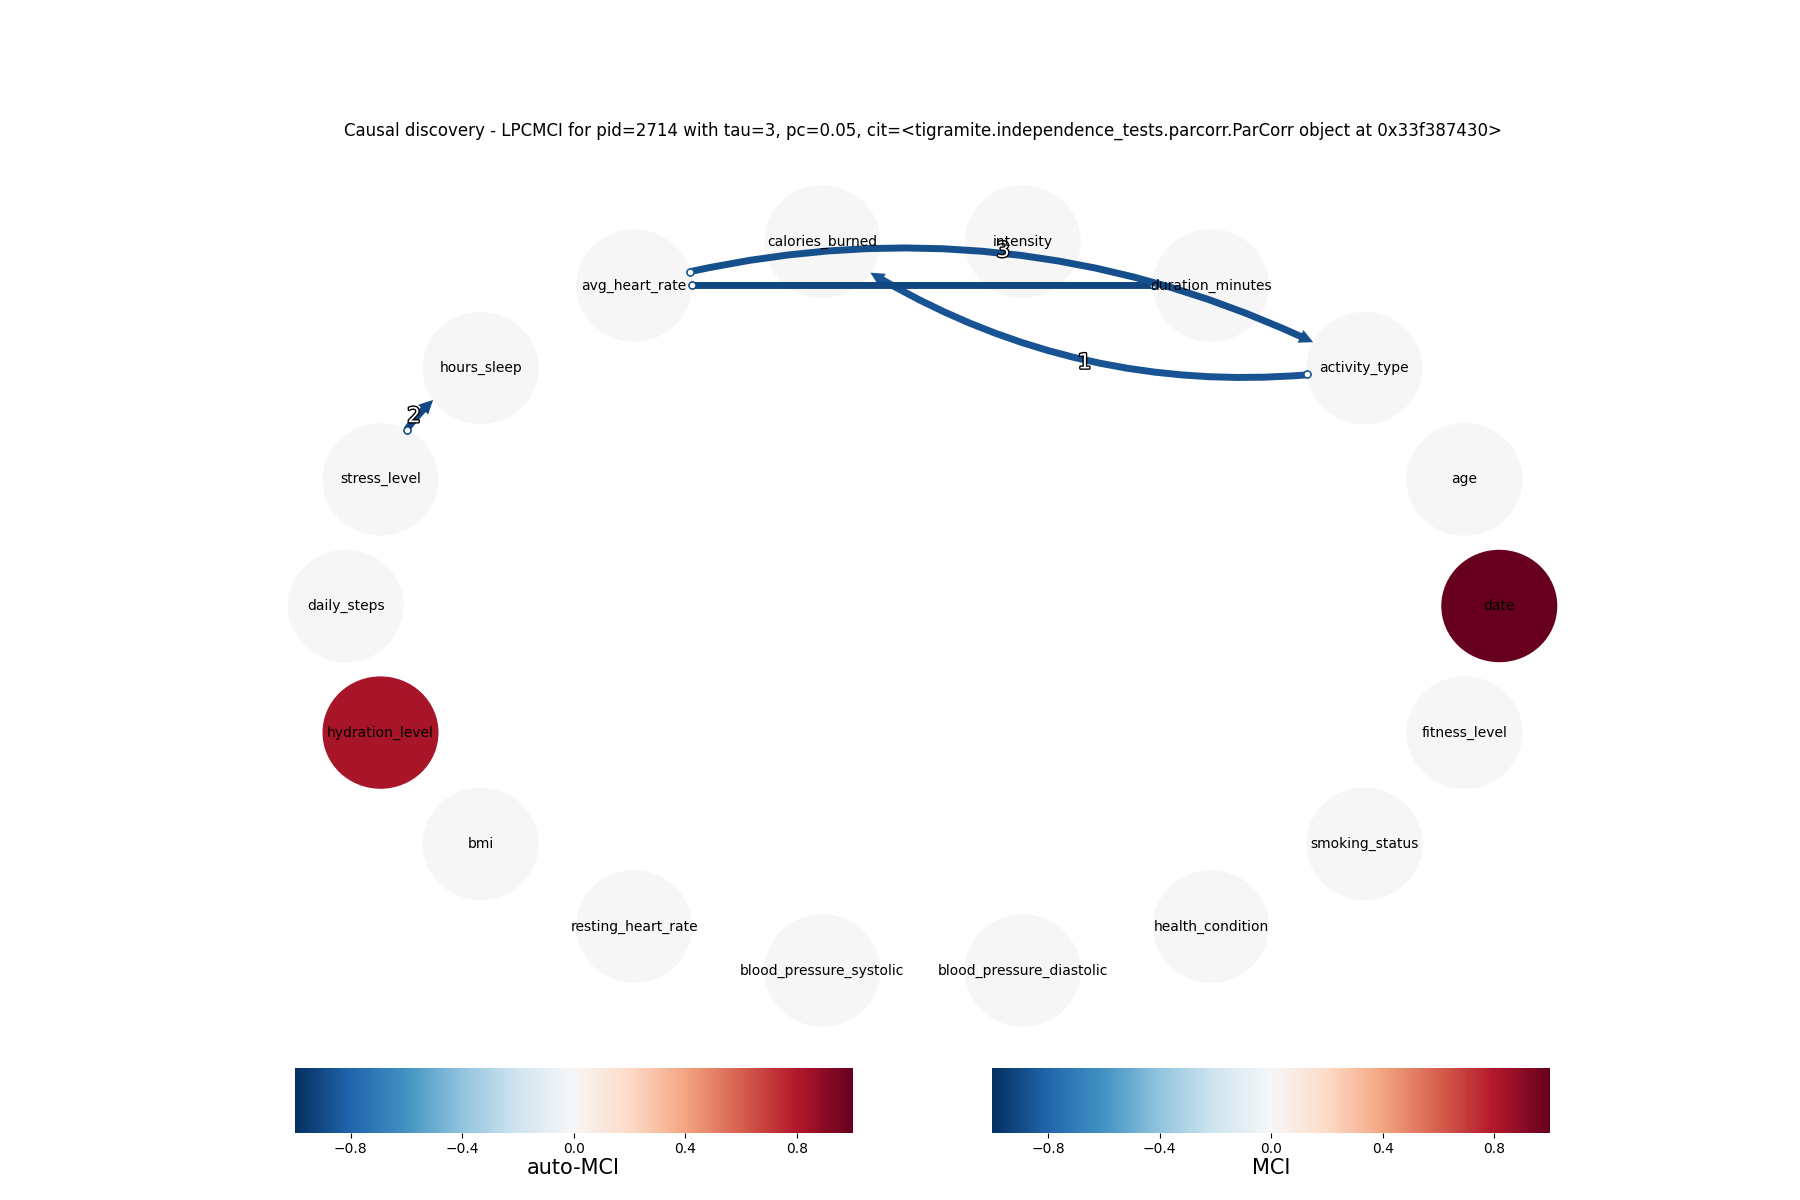 Causal discovery - LPCMCI for pid=2714 with tau=3, pc=0.05, cit=<tigramite.independence_tests.parcorr.ParCorr object at 0x33f387430>
calories_burned
intensity
3
avg_heart_rate
duration_minutes
1
hours_sleep
activity_type
2
stress_level
age
daily_steps
date
hydration_level
fitness_level
bmi
smoking_status
resting_heart_rate
health_condition
blood_pressure_systolic
blood_pressure_diastolic
−0.8 −0.4 0.0 0.4 0.8
auto-MCI
−0.8 −0.4 0.0 0.4 0.8
MCI